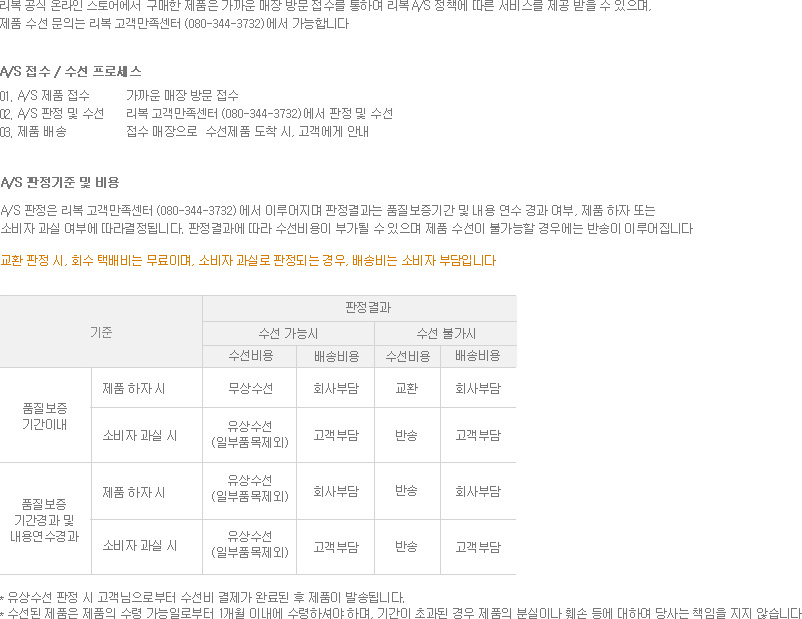 리복 공식 온라인 스토어에서 구매한 제품은 가까운 매장 방문 접수를 통하여 리복 A/S 정책에 따른 서비스를 제공 받을 수 있으며,
제품 수선 문의는 리복 고객만족센터 (080-344-3732)에서 가능합니다
A/S 접수 / 수선 프로세스
01. A/S 제품 접수 가까운 매장 방문 접수
02. A/S 판정 및 수선 리복 고객만족센터 (080-344-3732)에서 판정 및 수선
03. 제품 배송 접수 매장으로 수선제품 도착 시, 고객에게 안내
A/S 판정기준 및 비용
A/S 판정은 리복 고객만족센터 (080-344-3732) 에서 이루어지며 판정결과는 품질보증기간 및 내용 연수 경과 여부, 제품 하자 또는
소비자 과실 여부에 따라결정됩니다. 판정결과에 따라 수선비용이 부가될 수 있으며 제품 수선이 불가능할 경우에는 반송이 이루어집니다
교환 판정 시, 회수 택배비는 무료이며, 소비자 과실로 판정되는 경우, 배송비는 소비자 부담입니다
기준 판정결과
수선 가능시 수선 불가시
수선비용 배송비용 수선비용 배송비용
품질보증
기간이내
제품 하자 시 무상수선 회사부담 교환 회사부담
소비자 과실 시 유상수선
(일부품목제외) 고객부담 반송 고객부담
품질보증
기간경과 및
내용연수경과
제품 하자 시 유상수선
(일부품목제외) 회사부담 반송 회사부담
소비자 과실 시 유상수선
(일부품목제외) 고객부담 반송 고객부담
* 유상수선 판정 시 고객님으로부터 수선비 결제가 완료된 후 제품이 발송됩니다.
* 수선된 제품은 제품의 수령 가능일로부터 1개월 이내에 수령하셔야 하며, 기간이 초과된 경우 제품의 분실이나 훼손 등에 대하여 당사는 책임을 지지 않습니다